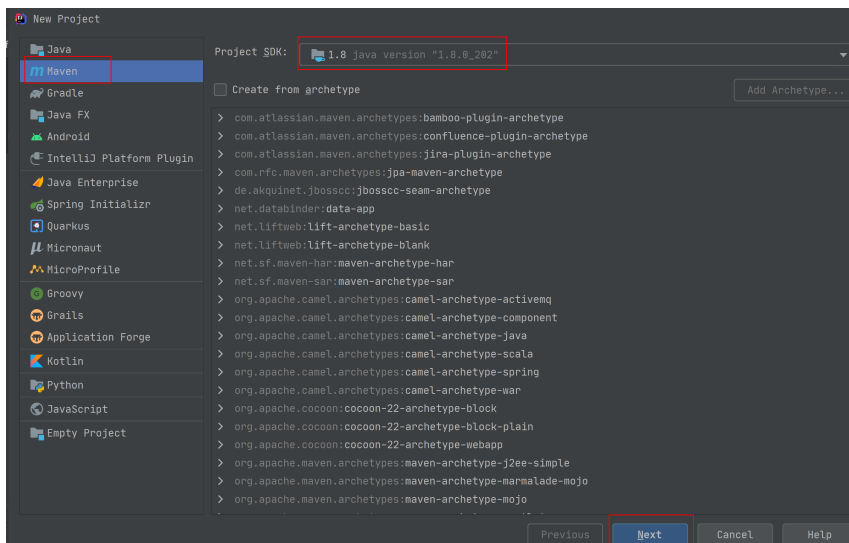 New Project
Java
Maven
Gradle
Java FX
Android
IntelliJ Platform Plugin
Java Enterprise
Spring Initializr
Quarkus
Micronaut
MicroProfile
Groovy
Grails
Application Forge
Kotlin
Python
JavaScript
Empty Project
Project SDK: 1.8 java version "1.8.0_202"
Create from archetype
Add Archetype...
com.atlassian.maven.archetypes:bamboo-plugin-archetype
com.atlassian.maven.archetypes:confluence-plugin-archetype
com.atlassian.maven.archetypes:jira-plugin-archetype
com.rfc.maven.archetypes:jpa-maven-archetype
de.akquinet.jbosscc:jbosscc-seam-archetype
net.databinder:data-app
net.liftweb:lift-archetype-basic
net.liftweb:lift-archetype-blank
net.sf.maven-har:maven-archetype-har
net.sf.maven-sar:maven-archetype-sar
org.apache.camel.archetypes:camel-archetype-activemq
org.apache.camel.archetypes:camel-archetype-component
org.apache.camel.archetypes:camel-archetype-java
org.apache.camel.archetypes:camel-archetype-scala
org.apache.camel.archetypes:camel-archetype-spring
org.apache.camel.archetypes:camel-archetype-war
org.apache.cocoon:cocoon-22-archetype-block
org.apache.cocoon:cocoon-22-archetype-block-plain
org.apache.cocoon:cocoon-22-archetype-webapp
org.apache.maven.archetypes:maven-archetype-j2ee-simple
org.apache.maven.archetypes:maven-archetype-marmalade-mojo
org.apache.maven.archetypes:maven-archetype-mojo
Previous
Next
Cancel
Help